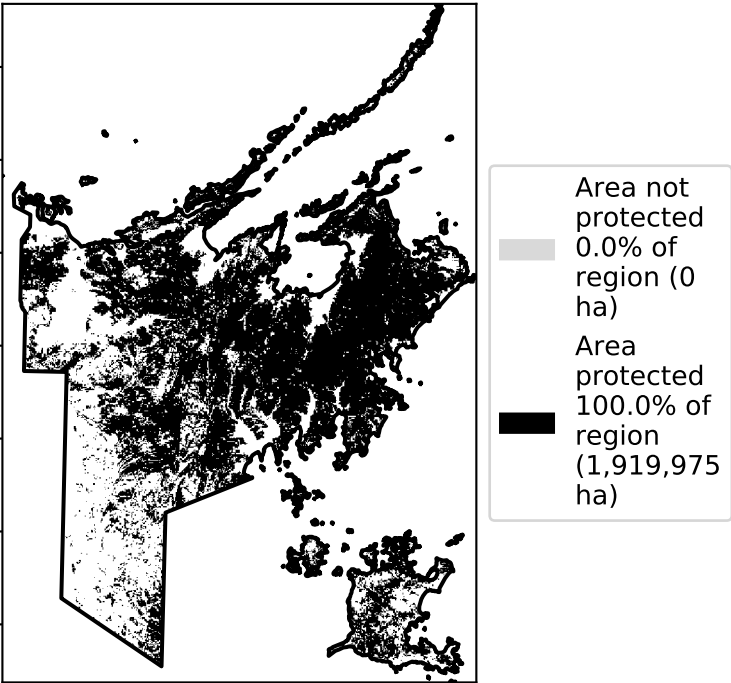 Area not
protected
0.0% of
region (0
ha)
Area
protected
100.0% of
region
(1,919,975
ha)